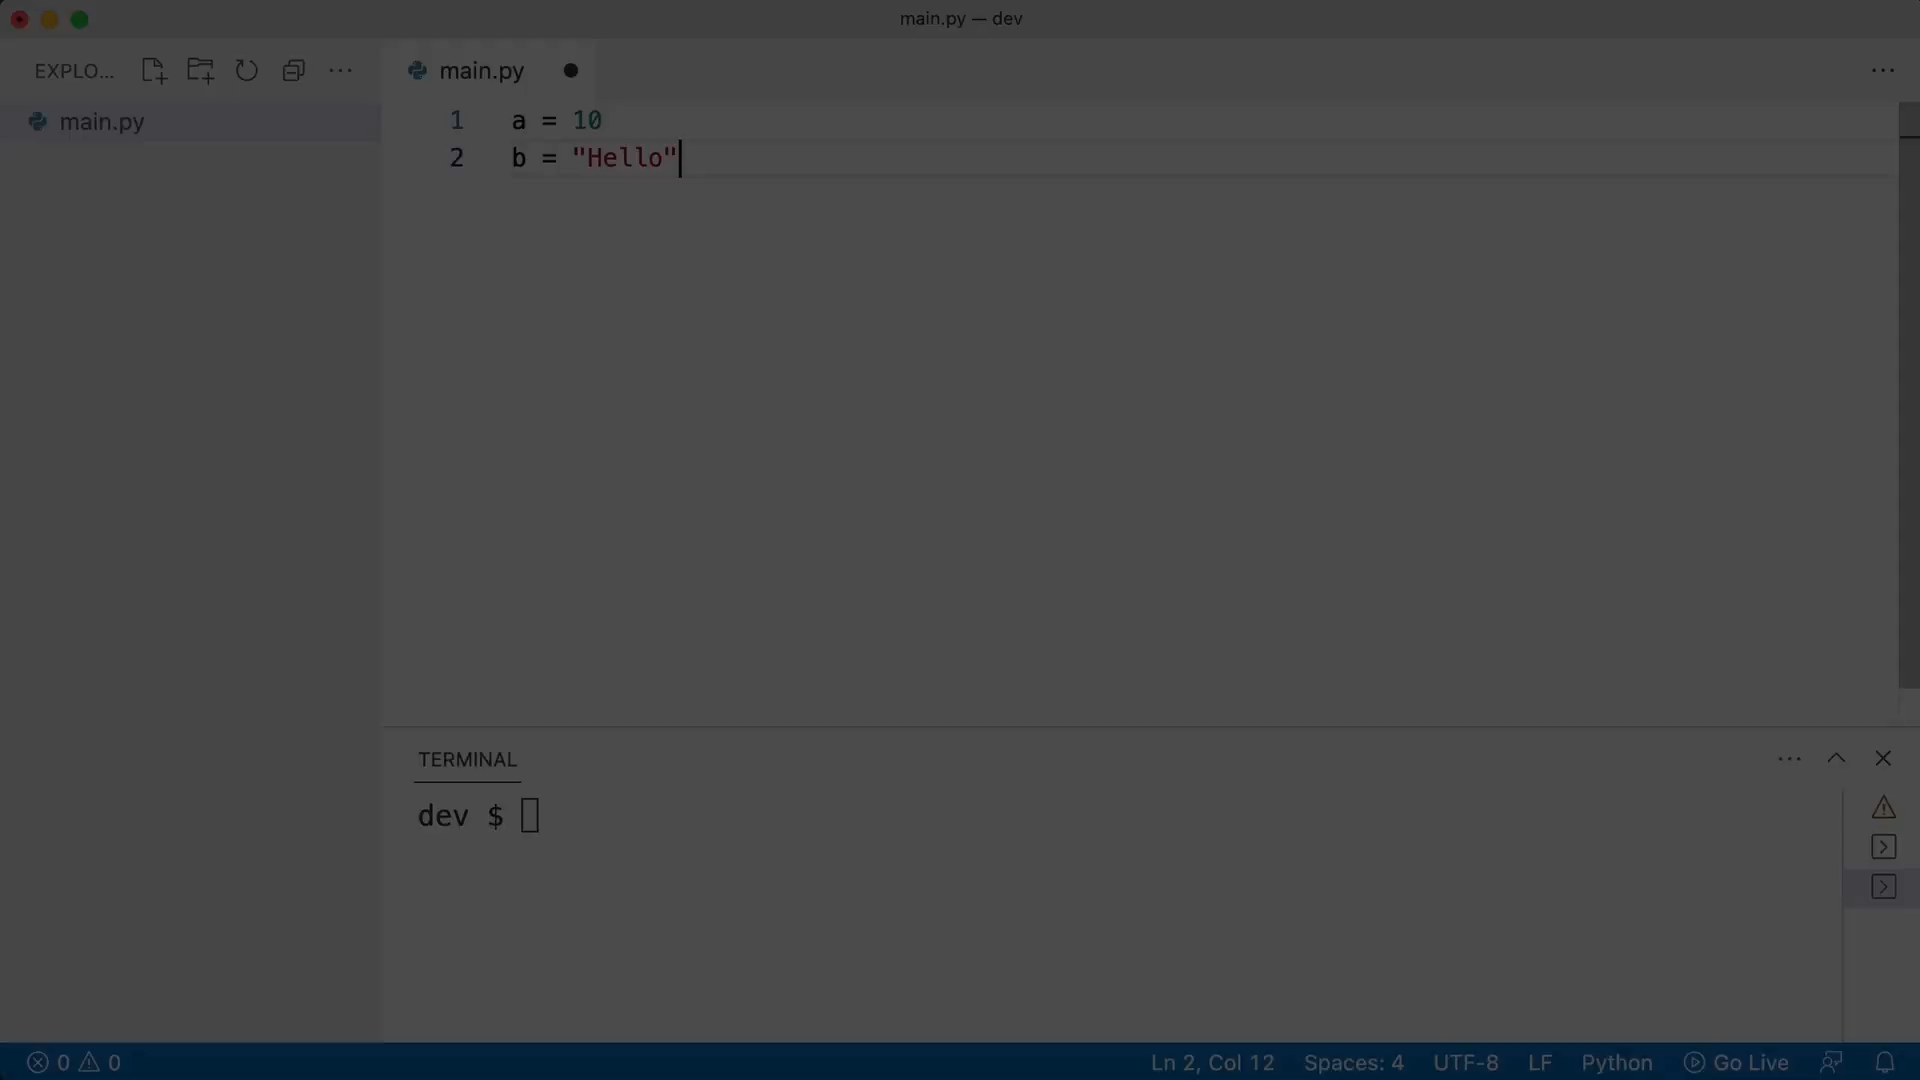 main.py — dev
EXPLO...
main.py
main.py
1 a = 10
2 b = "Hello"
TERMINAL
dev $
0 0
Ln 2, Col 12 Spaces: 4 UTF-8 LF Python Go Live